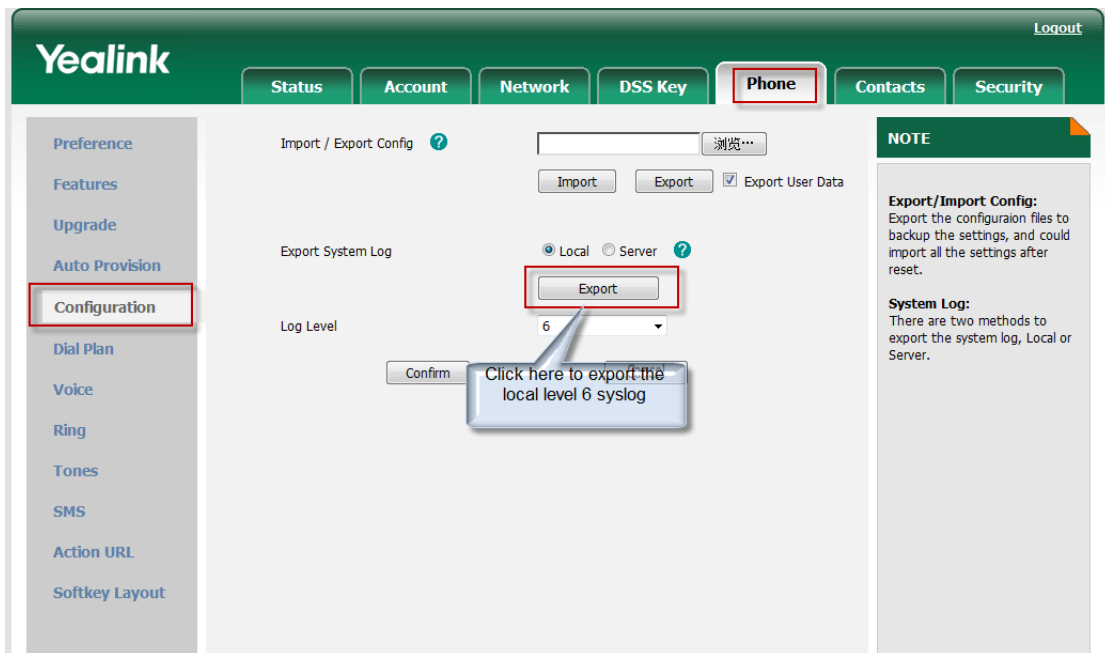 Logout
Yealink
Status Account Network DSS Key Phone Contacts Security
Preference
Features
Upgrade
Auto Provision
Configuration
Dial Plan
Voice
Ring
Tones
SMS
Action URL
Softkey Layout
Import / Export Config ?
浏览…
Import Export Export User Data
Export System Log
Local Server ?
Export
Log Level
6
Confirm
Click here to export the
local level 6 syslog
NOTE
Export/Import Config:
Export the configuraion files to
backup the settings, and could
import all the settings after
reset.
System Log:
There are two methods to
export the system log, Local or
Server.